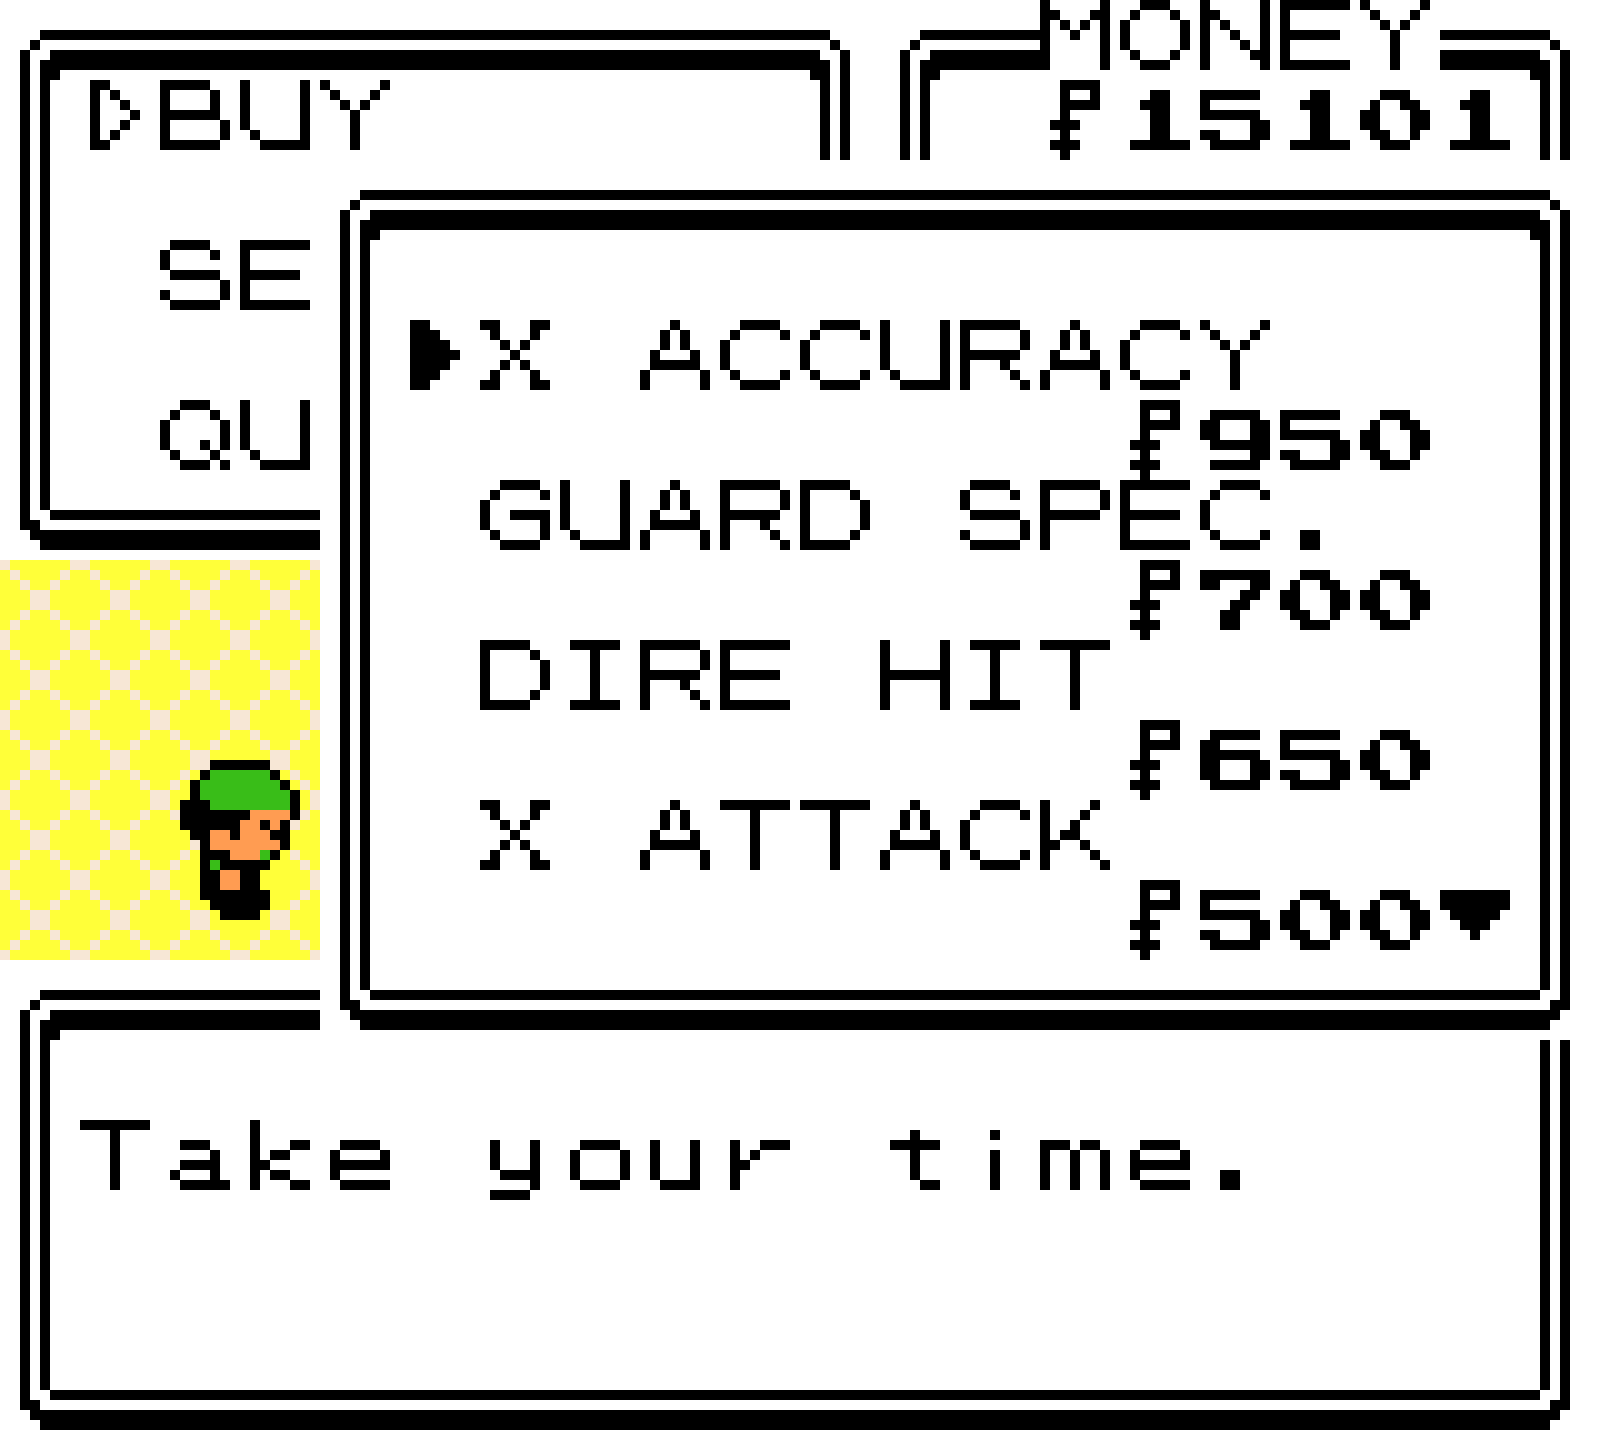 MONEY
▷BUY
₽15101
SE
▶X ACCURACY
₽950
QU
GUARD SPEC.
₽700
DIRE HIT
₽650
X ATTACK
₽500▼
Take your time.